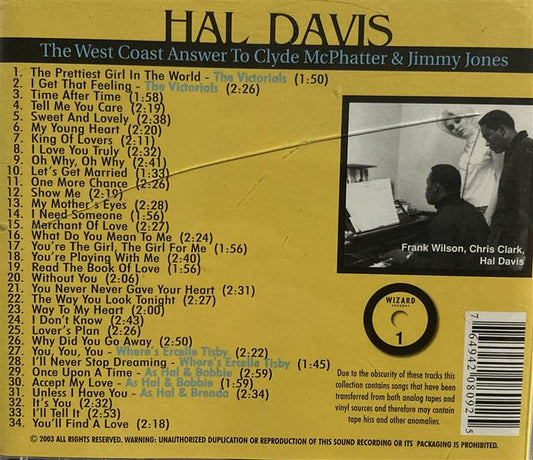 HAL DAVIS
The West Coast Answer To Clyde McPhatter & Jimmy Jones
1. The Prettiest Girl In The World - The Victorials (1:50)
2. I Get That Feeling - The Victorials (2:26)
3. Time After Time (1:58)
4. Tell Me You Care (2:19)
5. Sweet And Lovely (2:38)
6. My Young Heart (2:20)
7. King Of Lovers (2:11)
8. I Love You Truly (2:32)
9. Oh Why, Oh Why (2:41)
10. Let's Get Married (1:33)
11. One More Chance (2:26)
12. Show Me (2:19)
13. My Mother's Eyes (2:28)
14. I Need Someone (1:56)
15. Merchant Of Love (2:27)
16. What Do You Mean To Me (2:24)
17. You're The Girl, The Girl For Me (1:56)
18. You're Playing With Me (2:40)
19. Read The Book Of Love (1:56)
20. Without You (2:06)
21. You Never Never Gave Your Heart (2:31)
22. The Way You Look Tonight (2:27)
23. Way To My Heart (2:00)
24. I Don't Know (2:43)
25. Lover's Plan (2:26)
26. Why Did You Go Away (2:50)
27. You, You, You - Where's Ercelle Tisby (2:22)
28. I'll Never Stop Dreaming - Where's Ercelle Tisby (1:45)
29. Once Upon A Time - As Hal & Bobbie (2:59)
30. Accept My Love - As Hal & Bobbie (1:59)
31. Unless I Have You - As Hal & Brenda (2:34)
32. It's You (2:32)
33. I'll Tell It (2:53)
34. You'll Find A Love (2:18)
Frank Wilson, Chris Clark,
Hal Davis
WIZARD
RECORDS
1
Due to the obscurity of these tracks this
collection contains songs that have been
transferred from both analog tapes and
vinyl sources and therefore may contain
tape hiss and other anomalies.
7 64942 08092 5
© 2003 ALL RIGHTS RESERVED. WARNING: UNAUTHORIZED DUPLICATION OR REPRODUCTION OF THIS SOUND RECORDING OR ITS PACKAGING IS PROHIBITED.